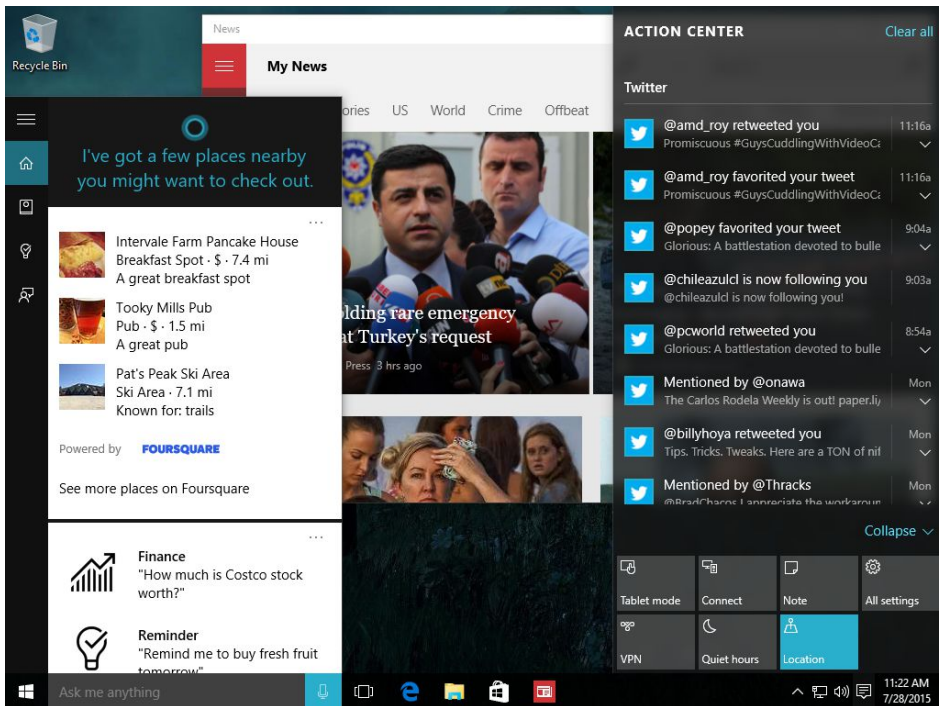 Recycle Bin
News
My News
ories US World Crime Offbeat
lding rare emergency
at Turkey's request
Press 3 hrs ago
I've got a few places nearby
you might want to check out.
Intervale Farm Pancake House
Breakfast Spot · $ · 7.4 mi
A great breakfast spot
Tooky Mills Pub
Pub · $ · 1.5 mi
A great pub
Pat's Peak Ski Area
Ski Area · 7.1 mi
Known for: trails
Powered by FOURSQUARE
See more places on Foursquare
Finance
"How much is Costco stock
worth?"
Reminder
"Remind me to buy fresh fruit
tomorrow"
Ask me anything
ACTION CENTER Clear all
Twitter
@amd_roy retweeted you 11:16a
Promiscuous #GuysCuddlingWithVideoCa
@amd_roy favorited your tweet 11:16a
Promiscuous #GuysCuddlingWithVideoCa
@popey favorited your tweet 9:04a
Glorious: A battlestation devoted to bulle
@chileazulcl is now following you 9:03a
@chileazulcl is now following you!
@pcworld retweeted you 8:54a
Glorious: A battlestation devoted to bulle
Mentioned by @onawa Mon
The Carlos Rodela Weekly is out! paper.li/
@billyhoya retweeted you Mon
Tips. Tricks. Tweaks. Here are a TON of nif
Mentioned by @Thracks Mon
@BradChacos I appreciate the workaroun
Collapse
Tablet mode Connect Note All settings
VPN Quiet hours Location
11:22 AM
7/28/2015